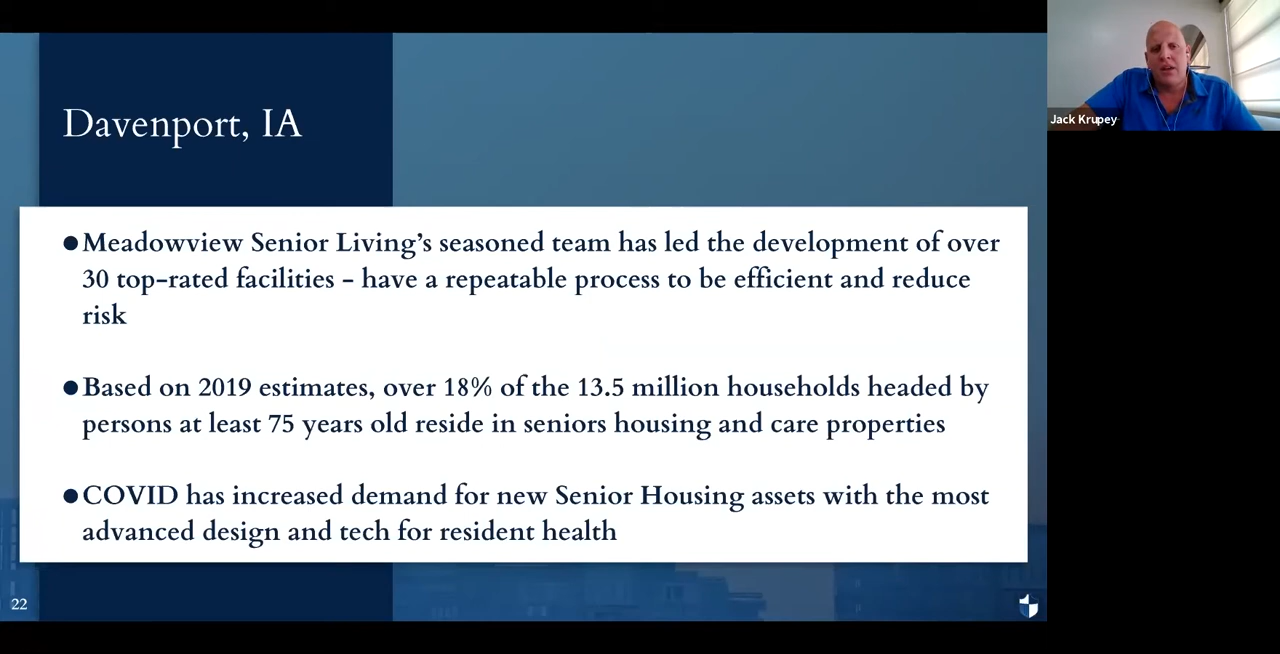 Davenport, IA
●Meadowview Senior Living’s seasoned team has led the development of over
30 top-rated facilities - have a repeatable process to be efficient and reduce
risk
●Based on 2019 estimates, over 18% of the 13.5 million households headed by
persons at least 75 years old reside in seniors housing and care properties
●COVID has increased demand for new Senior Housing assets with the most
advanced design and tech for resident health
22
Jack Krupey